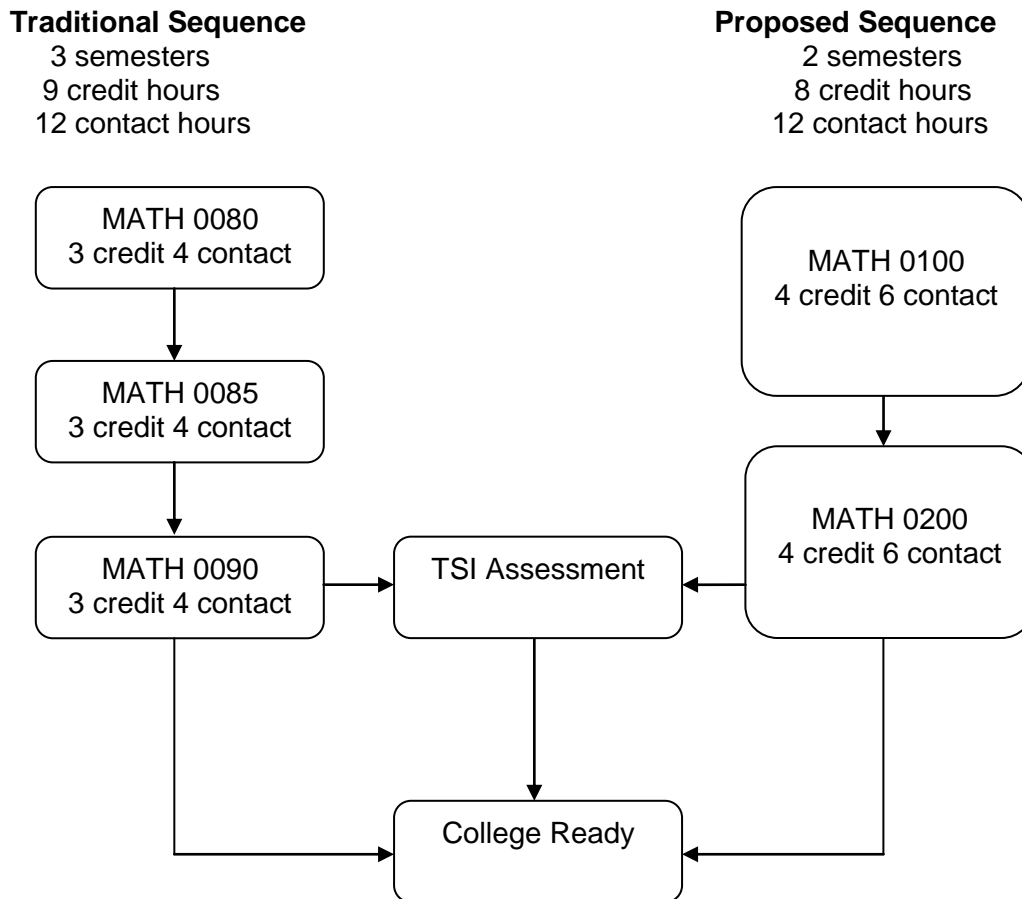 Traditional Sequence
3 semesters
9 credit hours
12 contact hours
Proposed Sequence
2 semesters
8 credit hours
12 contact hours
MATH 0080
3 credit 4 contact
MATH 0100
4 credit 6 contact
MATH 0085
3 credit 4 contact
MATH 0200
4 credit 6 contact
MATH 0090
3 credit 4 contact
TSI Assessment
College Ready